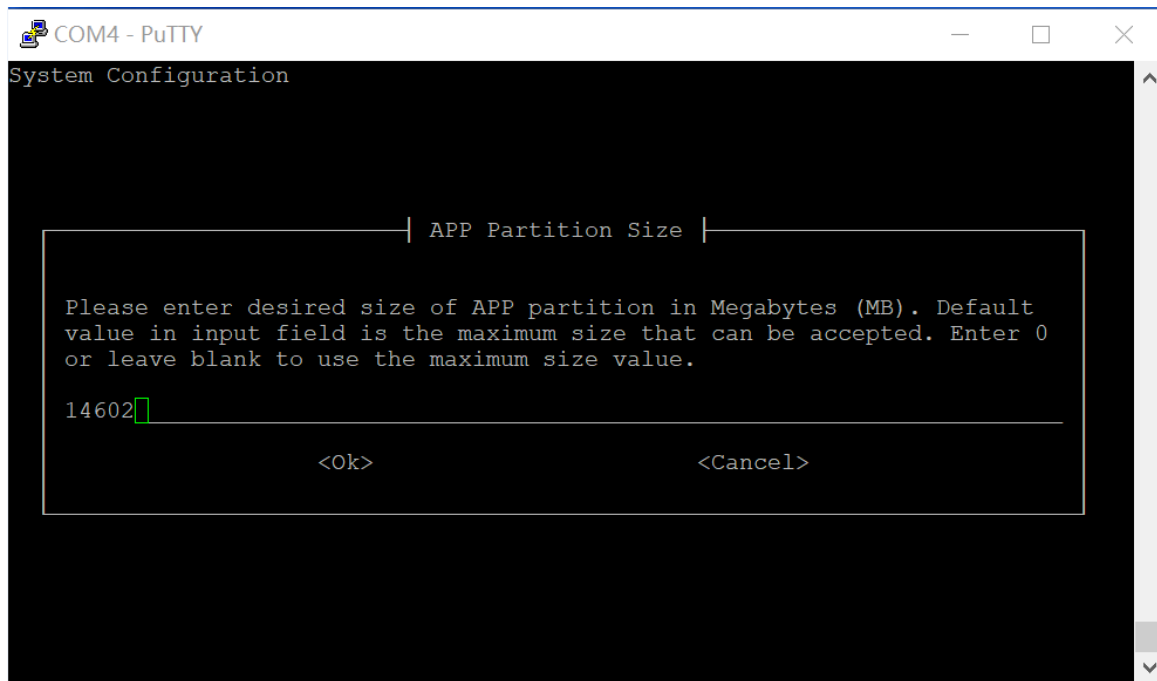 COM4 - PuTTY
System Configuration
APP Partition Size
Please enter desired size of APP partition in Megabytes (MB). Default
value in input field is the maximum size that can be accepted. Enter 0
or leave blank to use the maximum size value.
14602
<Ok> <Cancel>